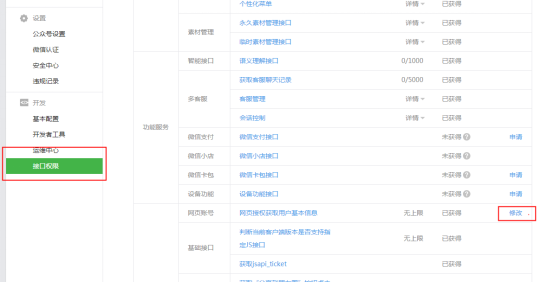 设置
公众号设置
微信认证
安全中心
违规记录
开发
基本配置
开发者工具
运维中心
接口权限
个性化菜单 详情 已获得
素材管理 永久素材管理接口 详情 已获得
临时素材管理接口 详情 已获得
功能服务
智能接口 语义理解接口 0/1000 已获得
多客服 获取客服聊天记录 0/5000 已获得
客服管理 详情 已获得
会话控制 详情 已获得
微信支付 微信支付接口 未获得 申请
微信小店 微信小店接口 未获得
微信卡包 微信卡包接口 未获得 申请
设备功能 设备功能接口 未获得 申请
网页账号 网页授权获取用户基本信息 无上限 已获得 修改
基础接口 判断当前客户端版本是否支持指
定JS接口 无上限 已获得
获取jsapi_ticket 已获得